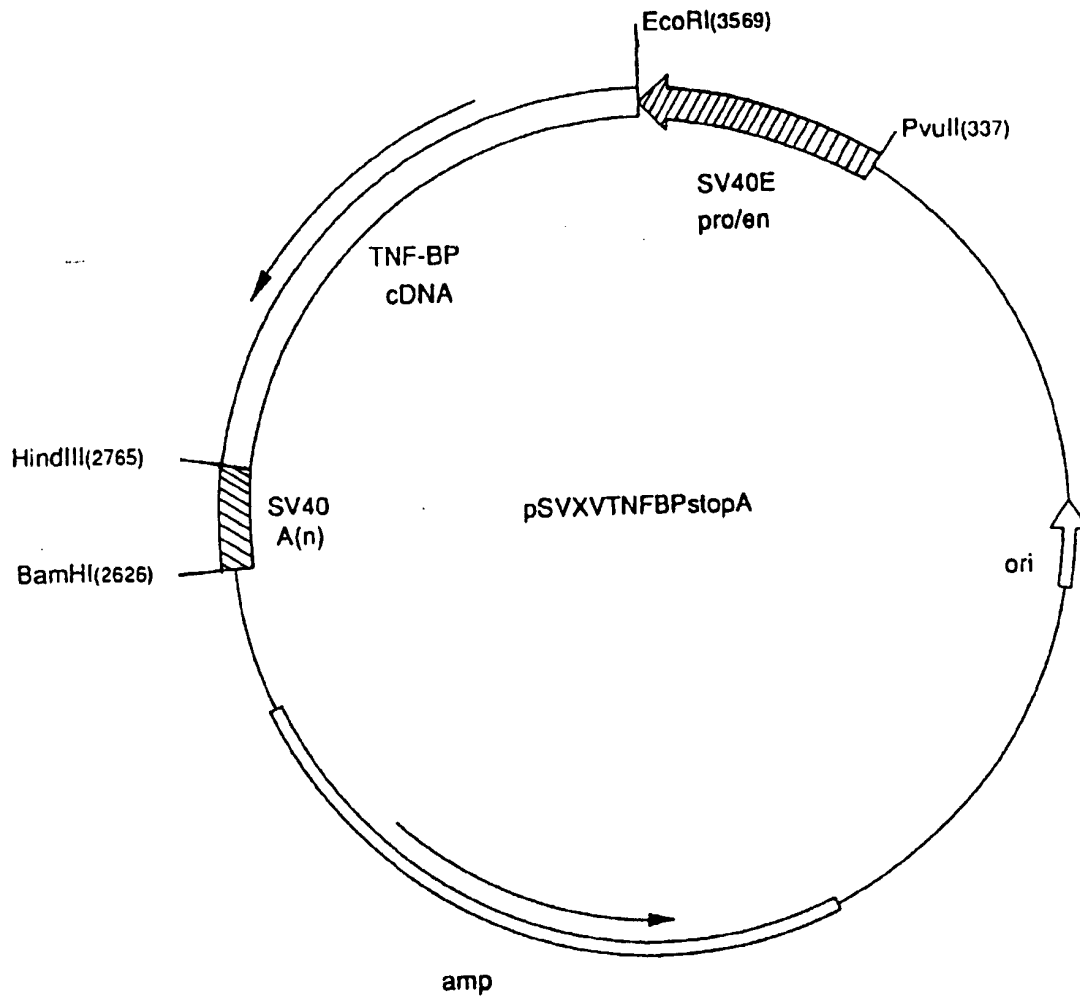 EcoRI(3569)
PvuII(337)
SV40E
pro/en
TNF-BP
cDNA
HindIII(2765)
SV40
A(n)
pSVXVTNFBPstopA
BamHI(2626)
ori
amp